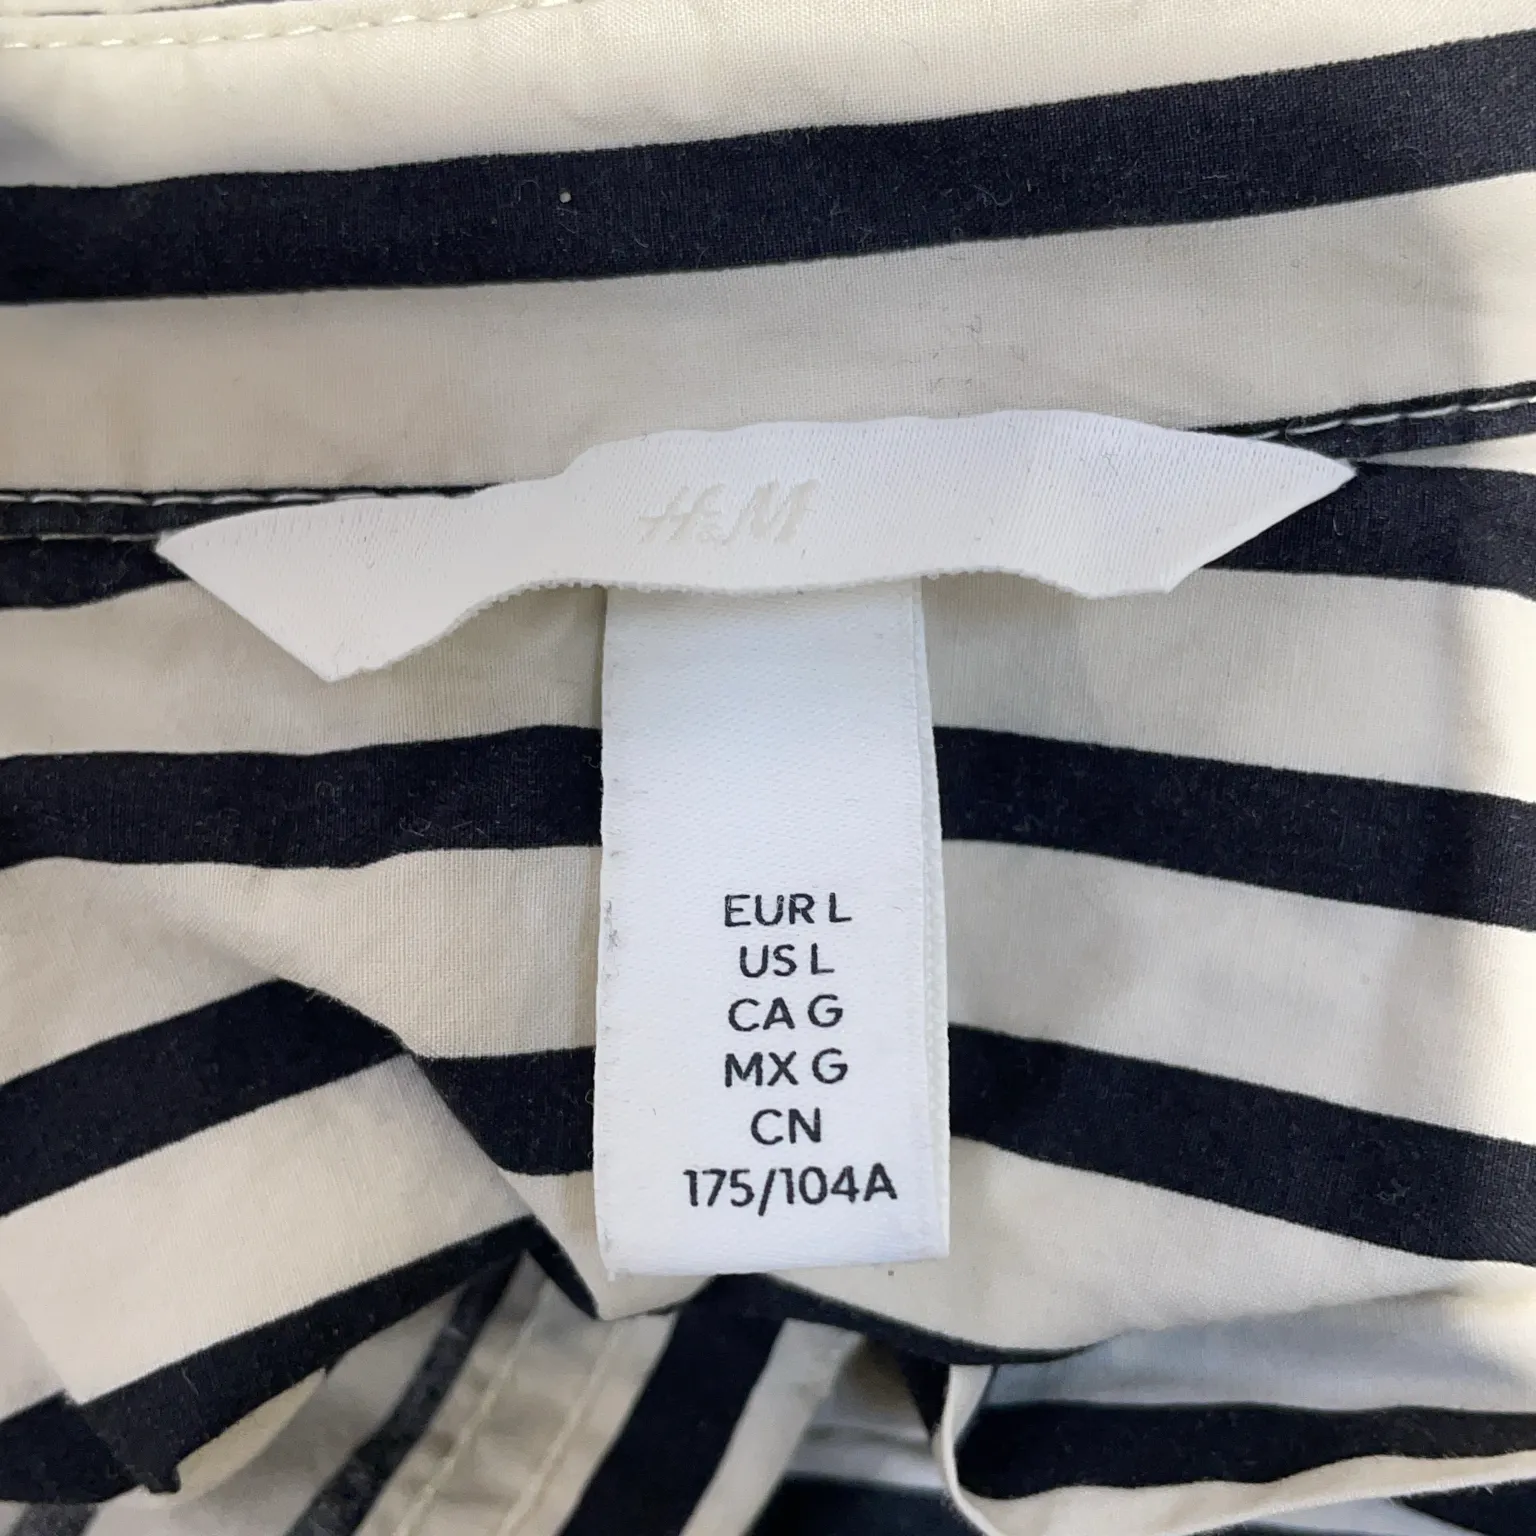 H&M
EUR L
US L
CA G
MX G
CN
175/104A